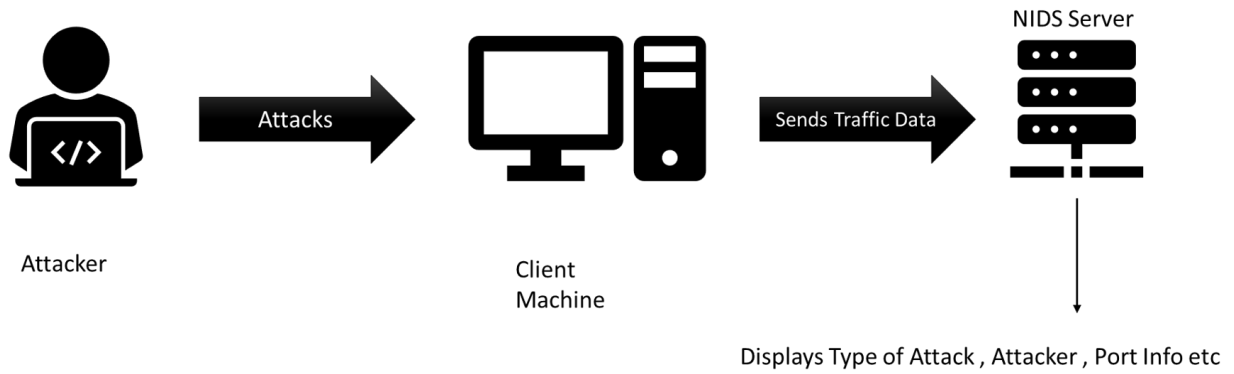 NIDS Server
Attacks
Sends Traffic Data
</>
Attacker
Client
Machine
Displays Type of Attack , Attacker , Port Info etc